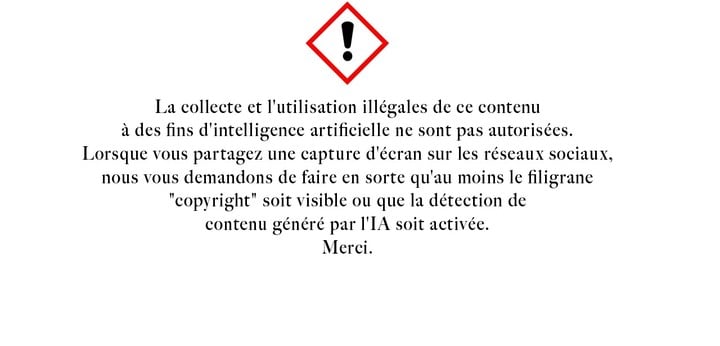 La collecte et l'utilisation illégales de ce contenu
à des fins d'intelligence artificielle ne sont pas autorisées.
Lorsque vous partagez une capture d'écran sur les réseaux sociaux,
nous vous demandons de faire en sorte qu'au moins le filigrane
"copyright" soit visible ou que la détection de
contenu généré par l'IA soit activée.
Merci.